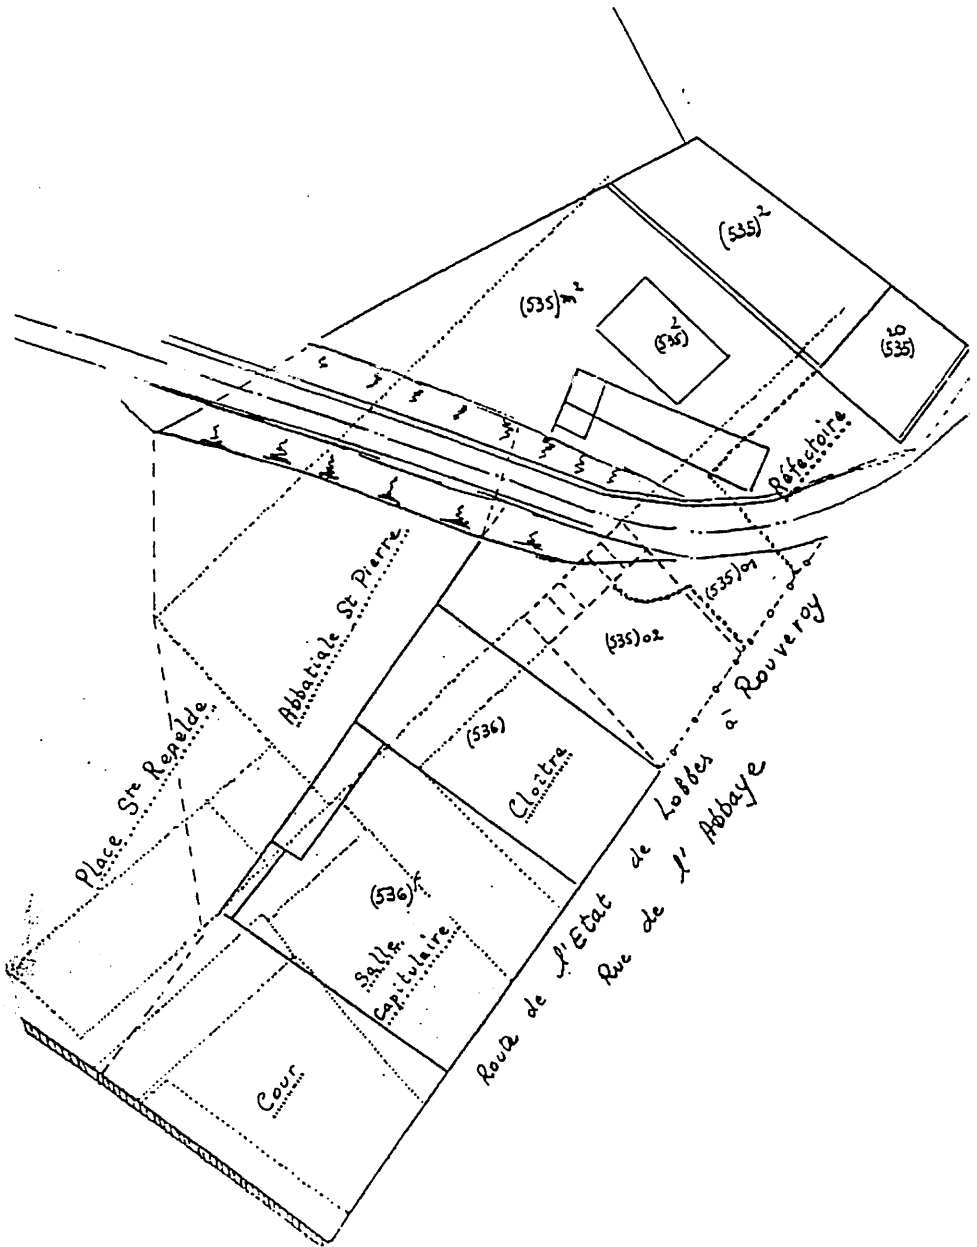 (535)²
(535)m²
(535)²
20
(535)
Réfectoire
Abbatiale St Pierre
(535)01
(535)02
Place Ste Renelde
(536)
Cloître
Route de l'Etat de Lobbes à Rouveroy
Rue de l'Abbaye
(536)
Salle
capitulaire
Cour